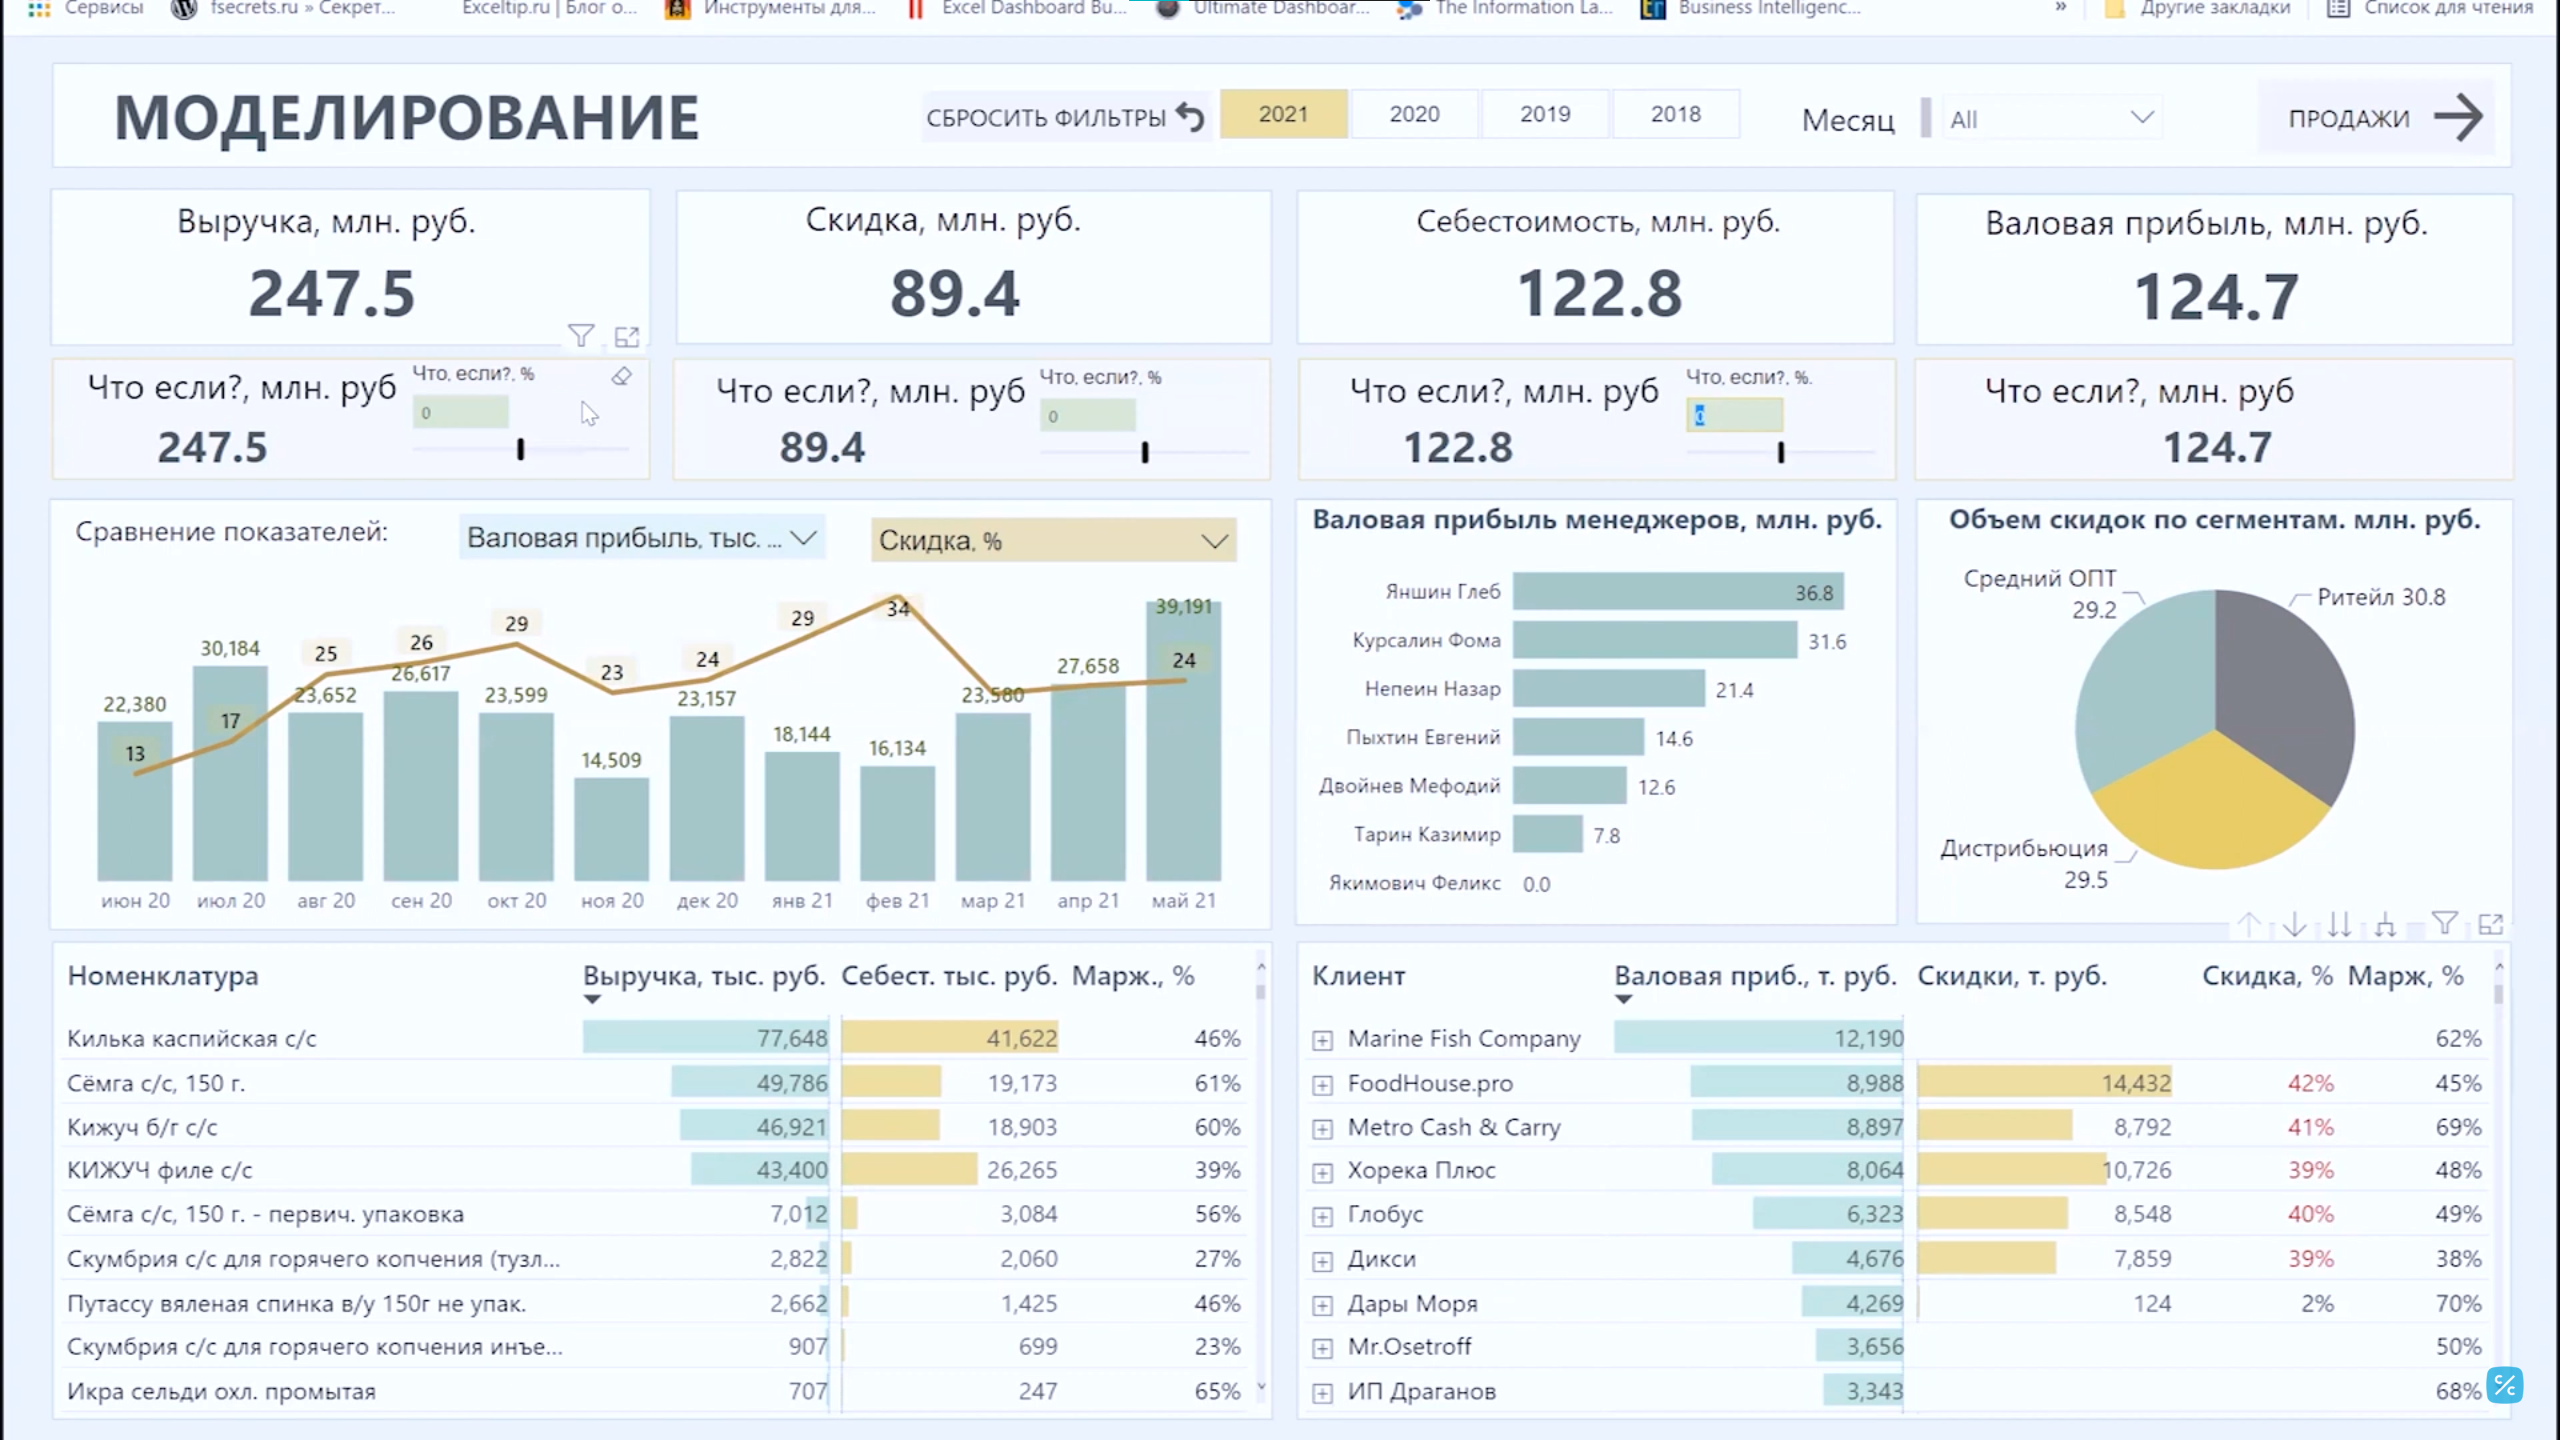 Сервисы fsecrets.ru » Секрет... Exceltip.ru | Блог о... Инструменты для... Excel Dashboard Bu... Ultimate Dashboar... The Information La... Business Intelligenc... » Другие закладки Список для чтения
МОДЕЛИРОВАНИЕ
СБРОСИТЬ ФИЛЬТРЫ
2021 2020 2019 2018
Месяц All
ПРОДАЖИ
Выручка, млн. руб.
247.5
Скидка, млн. руб.
89.4
Себестоимость, млн. руб.
122.8
Валовая прибыль, млн. руб.
124.7
Что если?, млн. руб
247.5
Что, если?, %
0
Что если?, млн. руб
89.4
Что, если?, %
0
Что если?, млн. руб
122.8
Что, если?, %.
0
Что если?, млн. руб
124.7
Сравнение показателей: Валовая прибыль, тыс. ... Скидка, %
22,380 30,184 23,652 26,617 23,599 14,509 23,157 18,144 16,134 23,580 27,658 39,191
13 17 25 26 29 23 24 29 34 24
июн 20 июл 20 авг 20 сен 20 окт 20 ноя 20 дек 20 янв 21 фев 21 мар 21 апр 21 май 21
Валовая прибыль менеджеров, млн. руб.
Яншин Глеб 36.8
Курсалин Фома 31.6
Непеин Назар 21.4
Пыхтин Евгений 14.6
Двойнев Мефодий 12.6
Тарин Казимир 7.8
Якимович Феликс 0.0
Объем скидок по сегментам. млн. руб.
Средний ОПТ
29.2
Ритейл 30.8
Дистрибьюция
29.5
Номенклатура Выручка, тыс. руб. Себест. тыс. руб. Марж., %
Килька каспийская с/с 77,648 41,622 46%
Сёмга с/с, 150 г. 49,786 19,173 61%
Кижуч б/г с/с 46,921 18,903 60%
КИЖУЧ филе с/с 43,400 26,265 39%
Сёмга с/с, 150 г. - первич. упаковка 7,012 3,084 56%
Скумбрия с/с для горячего копчения (тузл... 2,822 2,060 27%
Путассу вяленая спинка в/у 150г не упак. 2,662 1,425 46%
Скумбрия с/с для горячего копчения инъе... 907 699 23%
Икра сельди охл. промытая 707 247 65%
Клиент Валовая приб., т. руб. Скидки, т. руб. Скидка, % Марж, %
Marine Fish Company 12,190 62%
FoodHouse.pro 8,988 14,432 42% 45%
Metro Cash & Carry 8,897 8,792 41% 69%
Хорека Плюс 8,064 10,726 39% 48%
Глобус 6,323 8,548 40% 49%
Дикси 4,676 7,859 39% 38%
Дары Моря 4,269 124 2% 70%
Mr.Osetroff 3,656 50%
ИП Драганов 3,343 68%